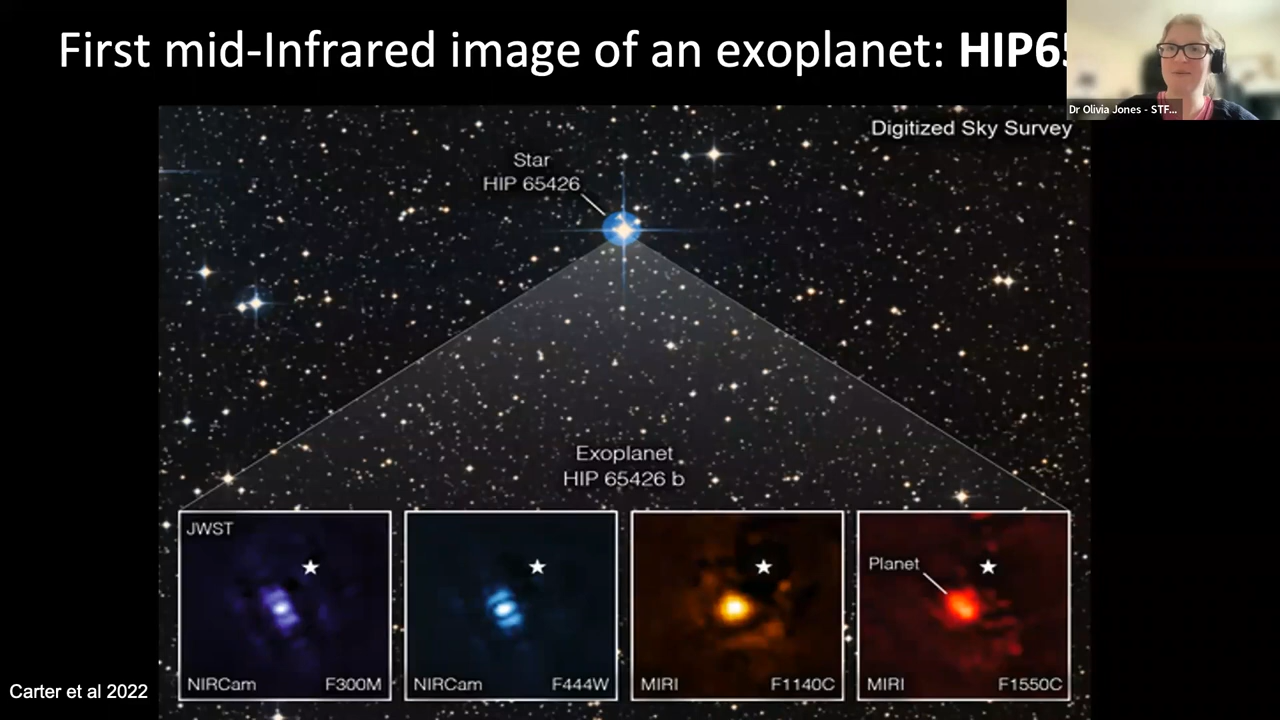 First mid-Infrared image of an exoplanet: HIP6
Dr Olivia Jones - STF...
Digitized Sky Survey
Star
HIP 65426
Exoplanet
HIP 65426 b
JWST
Planet
NIRCam F300M
NIRCam F444W
MIRI F1140C
MIRI F1550C
Carter et al 2022